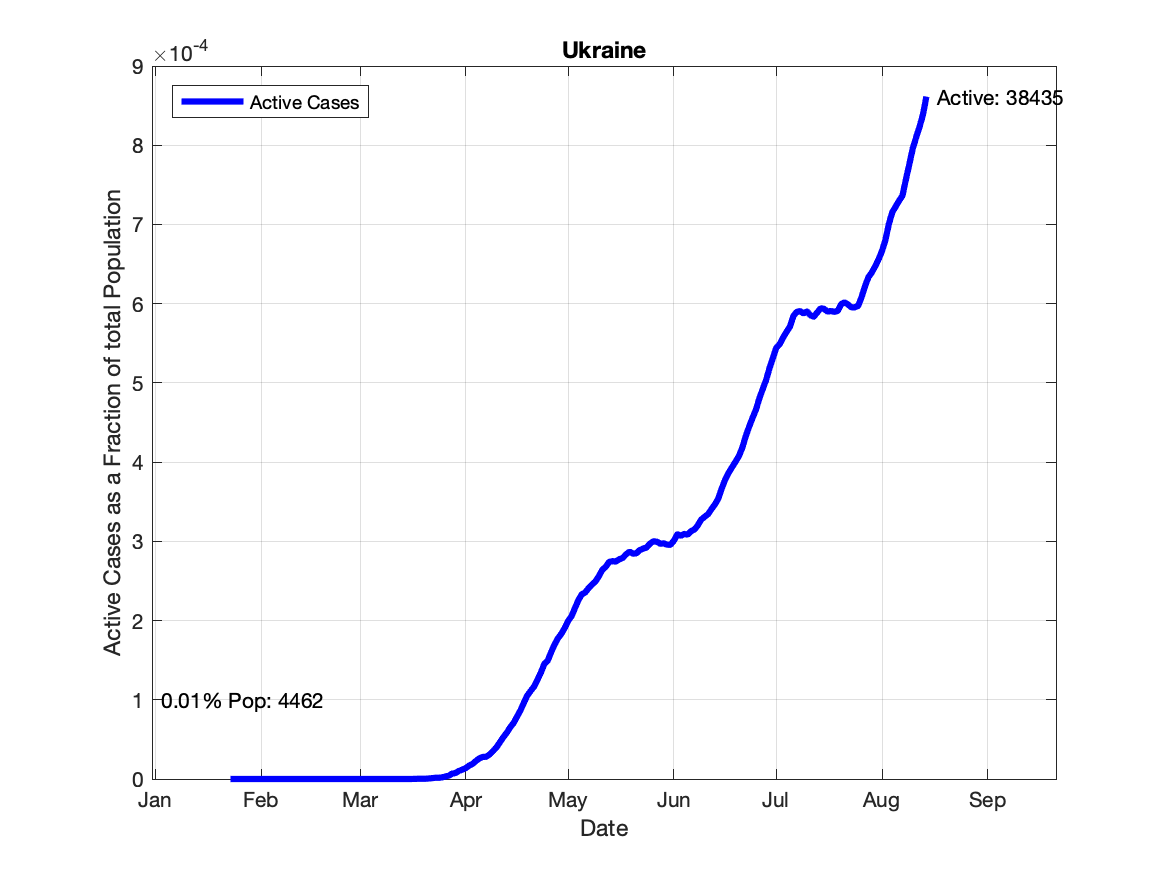 Ukraine
×10-4
9
8
7
6
5
4
3
2
1
0
Active Cases as a Fraction of total Population
Active Cases
Active: 38435
0.01% Pop: 4462
Jan Feb Mar Apr May Jun Jul Aug Sep
Date